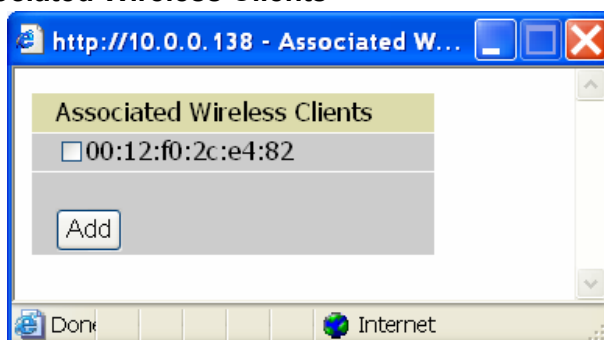 http://10.0.0.138 - Associated W...
Associated Wireless Clients
00:12:f0:2c:e4:82
Add
Internet